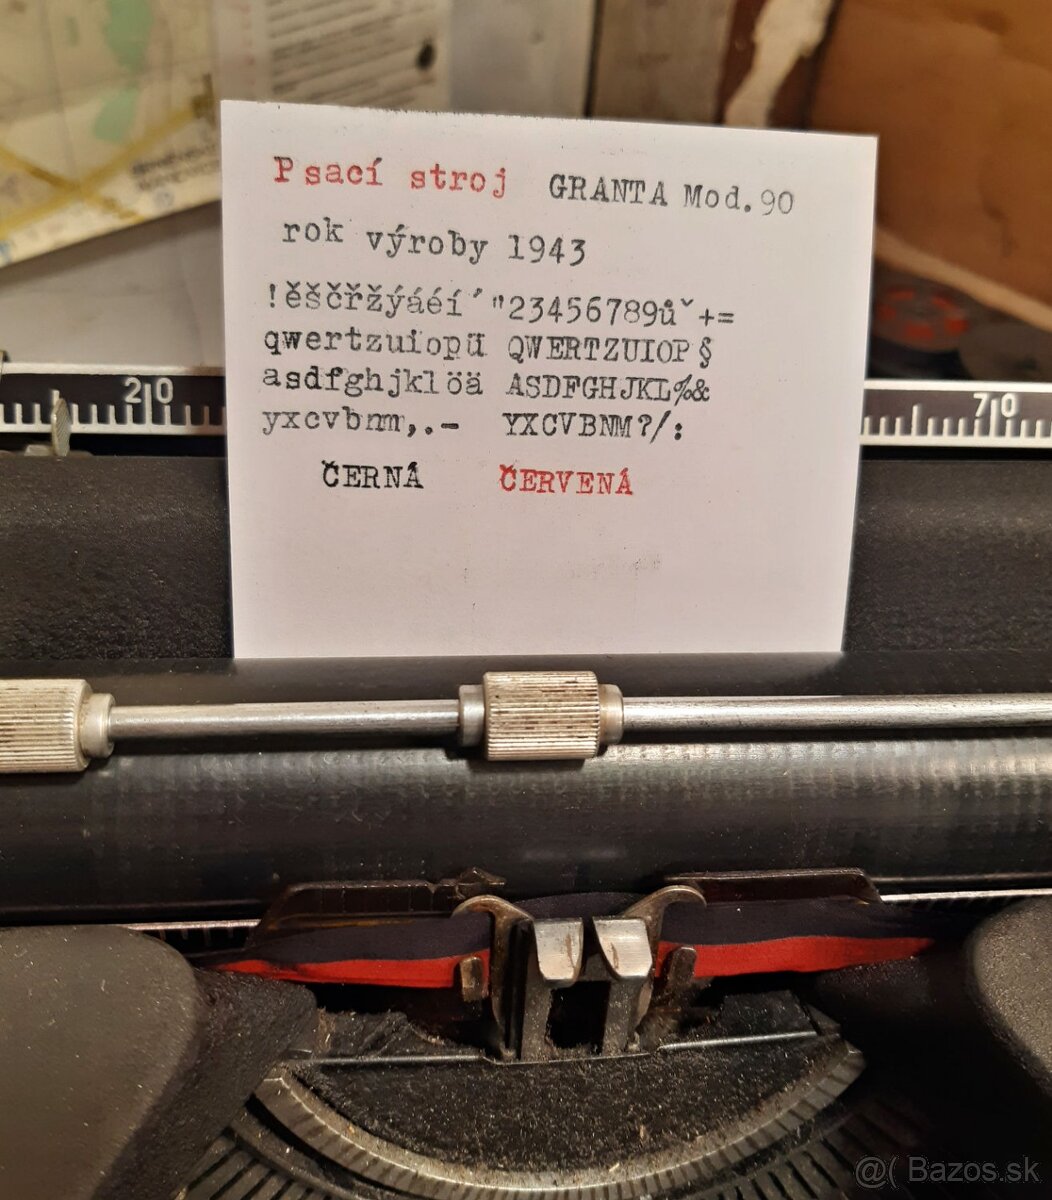 Psací stroj GRANTA Mod.90
rok výroby 1943
!ěščřžýáéí´ "23456789ůˇ+=
qwertzuiopü QWERTZUIOP§
asdfghjklöä ASDFGHJKL%&
yxcvbnm,.- YXCVBNM?/:
ČERNÁ ČERVENÁ
20
70
@( Bazos.sk